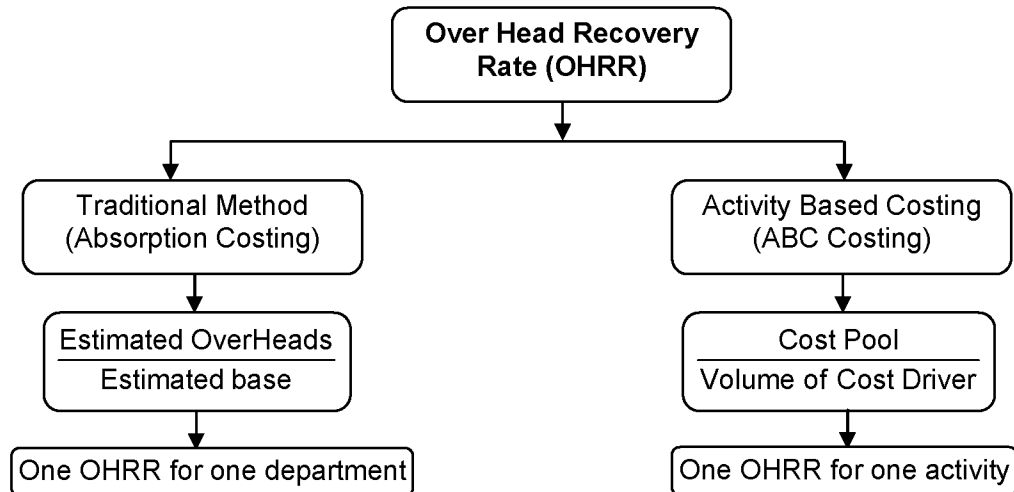 Over Head Recovery
Rate (OHRR)
Traditional Method
(Absorption Costing)
Activity Based Costing
(ABC Costing)
Estimated OverHeads
Estimated base
Cost Pool
Volume of Cost Driver
One OHRR for one department
One OHRR for one activity